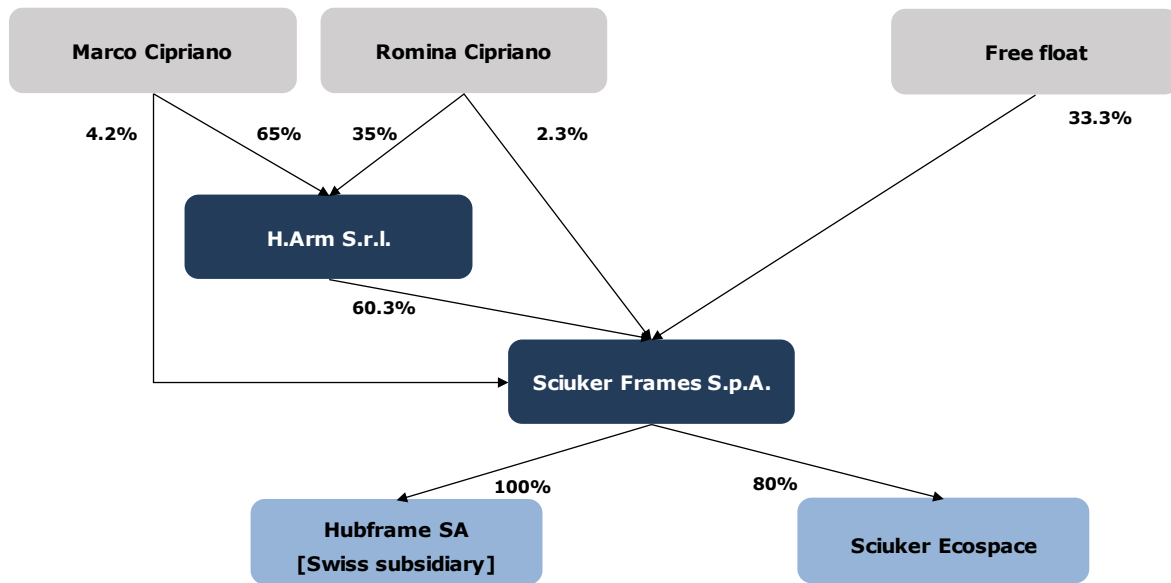 Marco Cipriano
Romina Cipriano
Free float
4.2%
65%
35%
2.3%
33.3%
H.Arm S.r.l.
60.3%
Sciuker Frames S.p.A.
100%
80%
Hubframe SA
[Swiss subsidiary]
Sciuker Ecospace